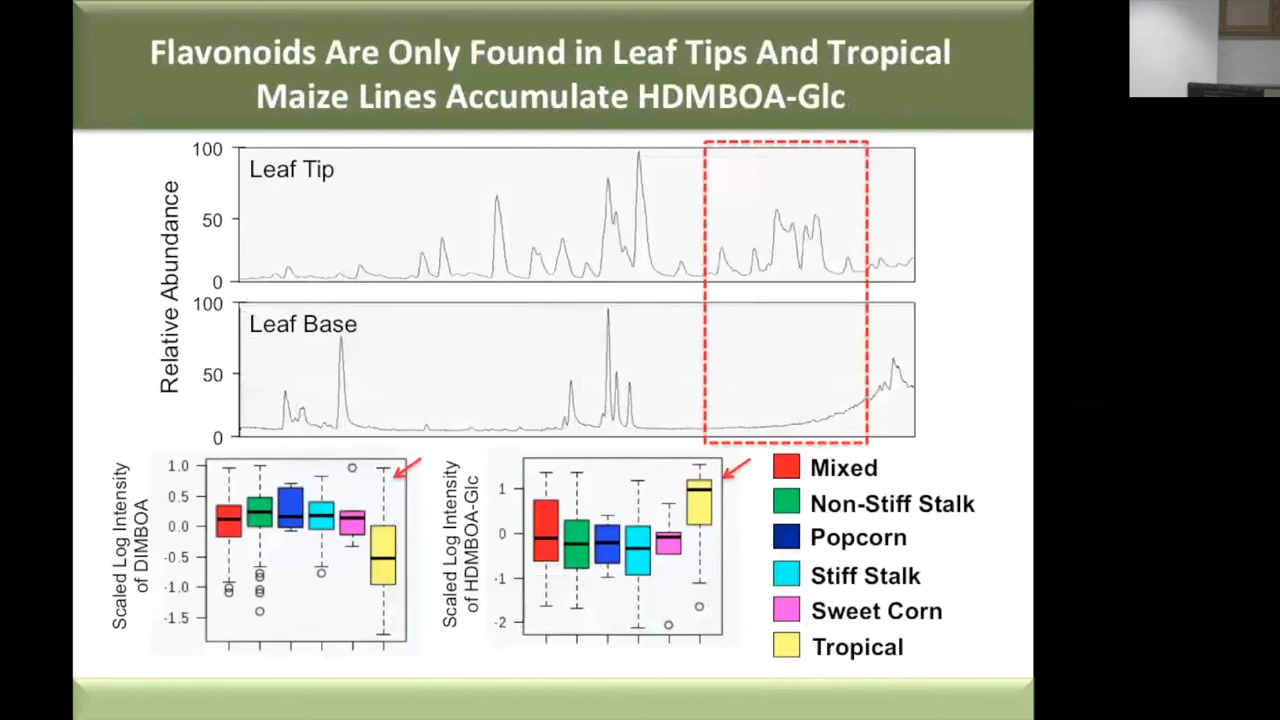 Flavonoids Are Only Found in Leaf Tips And Tropical
Maize Lines Accumulate HDMBOA-Glc
Relative Abundance
100
50
0
Leaf Tip
100
50
0
Leaf Base
Scaled Log Intensity
of DIMBOA
1.0
0.5
0.0
-0.5
-1.0
-1.5
Scaled Log Intensity
of HDMBOA-Glc
1
0
-1
-2
Mixed
Non-Stiff Stalk
Popcorn
Stiff Stalk
Sweet Corn
Tropical